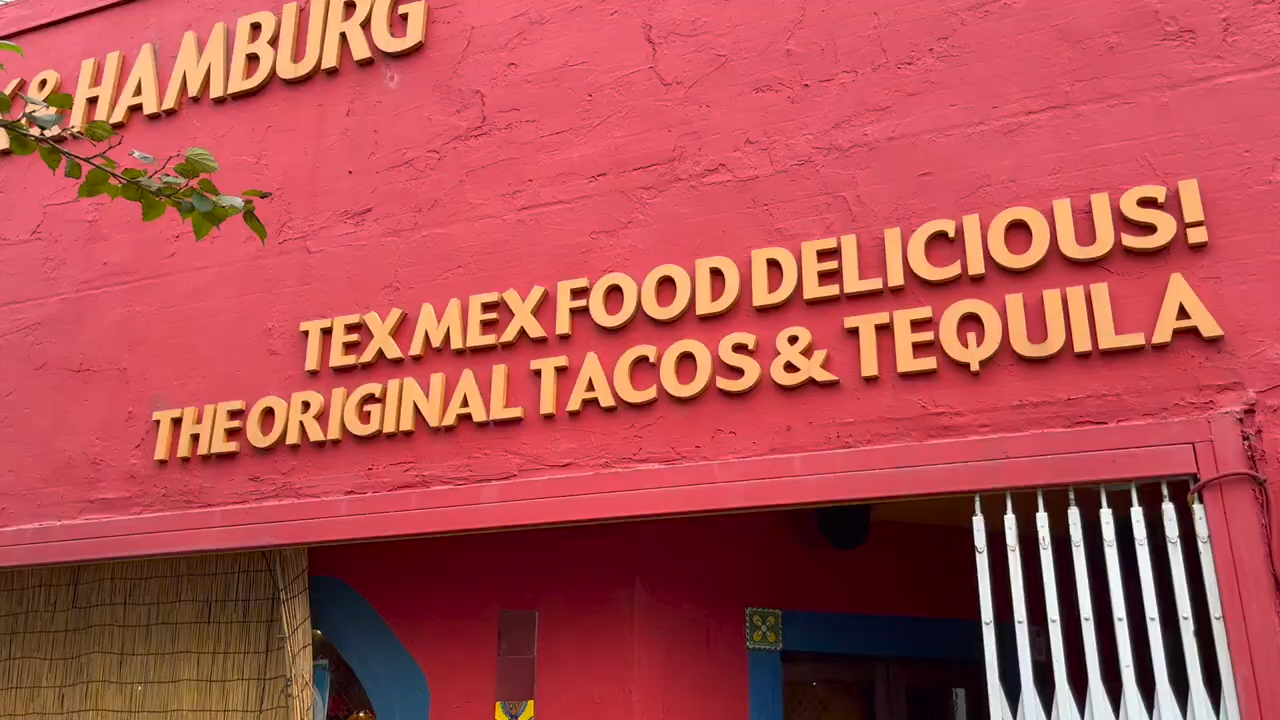 & HAMBURG
TEX MEX FOOD DELICIOUS!
THE ORIGINAL TACOS & TEQUILA